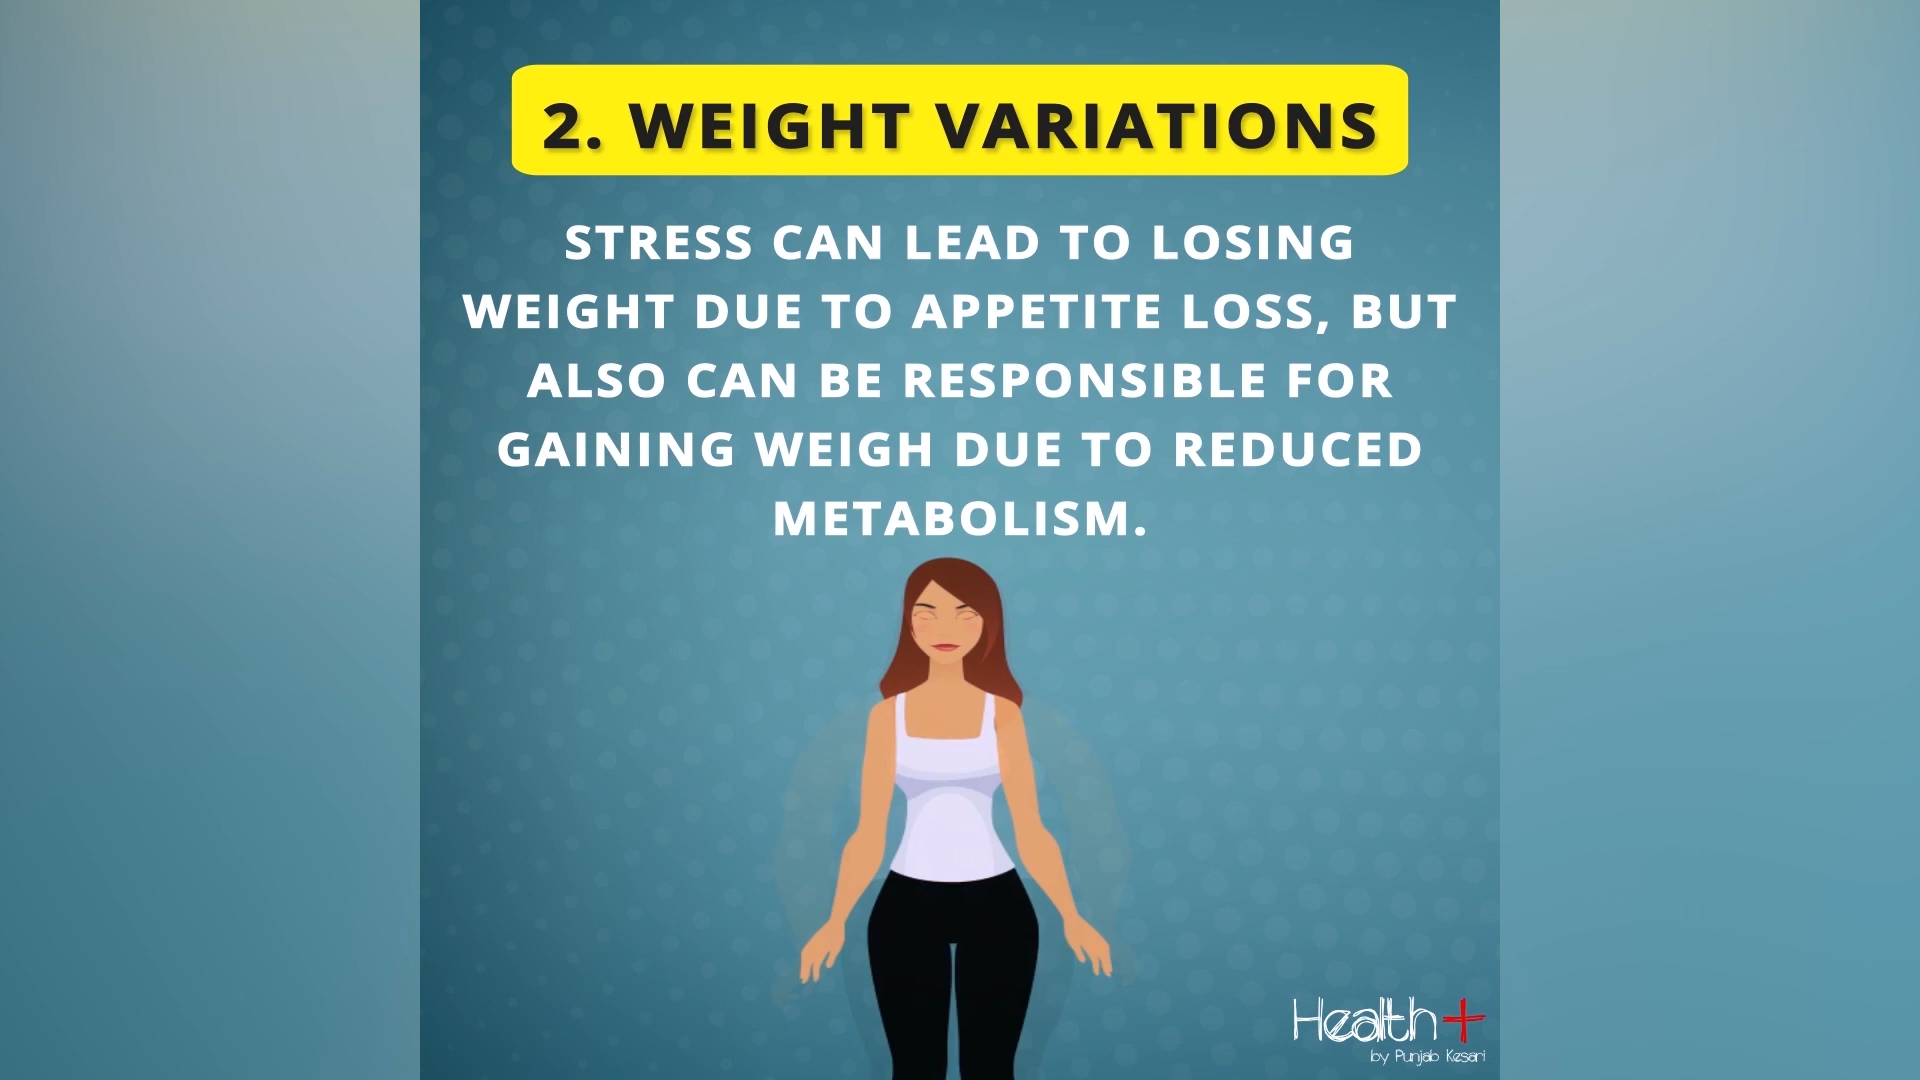 2. WEIGHT VARIATIONS
STRESS CAN LEAD TO LOSING
WEIGHT DUE TO APPETITE LOSS, BUT
ALSO CAN BE RESPONSIBLE FOR
GAINING WEIGH DUE TO REDUCED
METABOLISM.
Health+
by Punjab Kesari